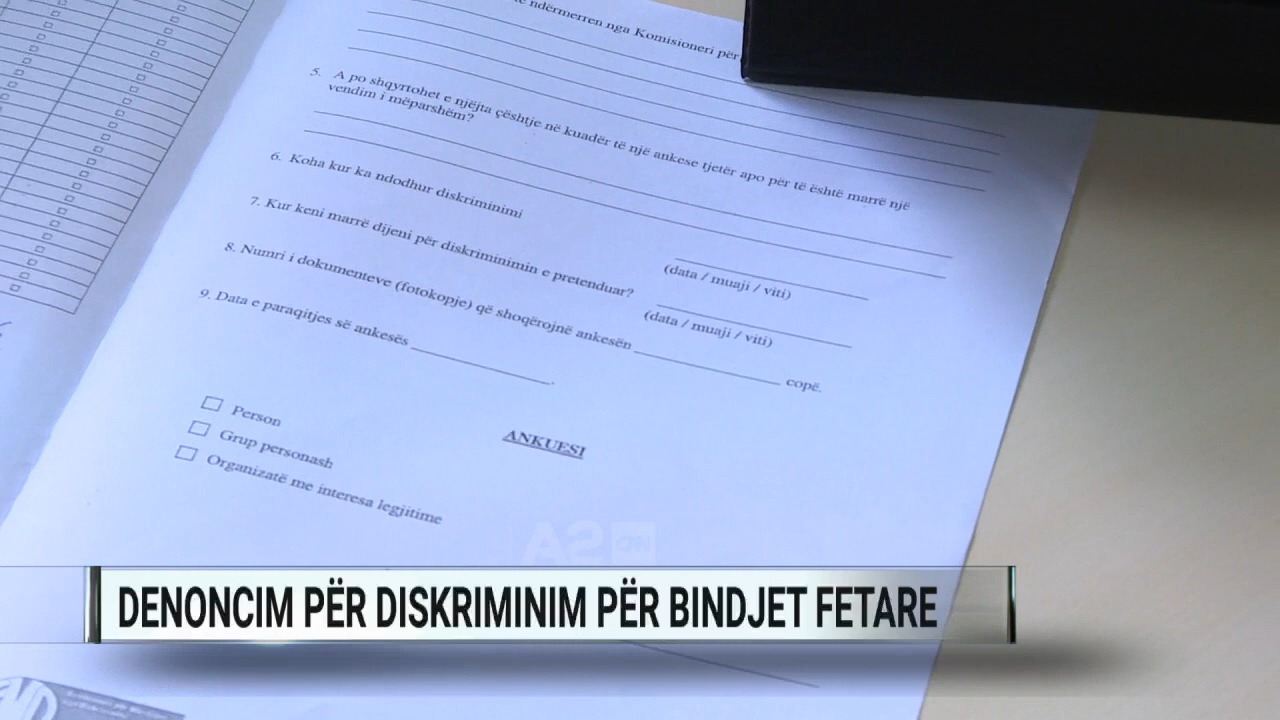 të ndërmerren nga Komisioneri për
5. A po shqyrtohet e njëjta çështje në kuadër të një ankese tjetër apo për të është marrë një
vendim i mëparshëm?
6. Koha kur ka ndodhur diskriminimi
(data / muaji / viti)
7. Kur keni marrë dijeni për diskriminimin e pretenduar?
(data / muaji / viti)
8. Numri i dokumenteve (fotokopje) që shoqërojnë ankesën copë.
9. Data e paraqitjes së ankesës .
Person
Grup personash
Organizatë me interesa legjitime
ANKUESI
A2 CNN
DENONCIM PËR DISKRIMINIM PËR BINDJET FETARE